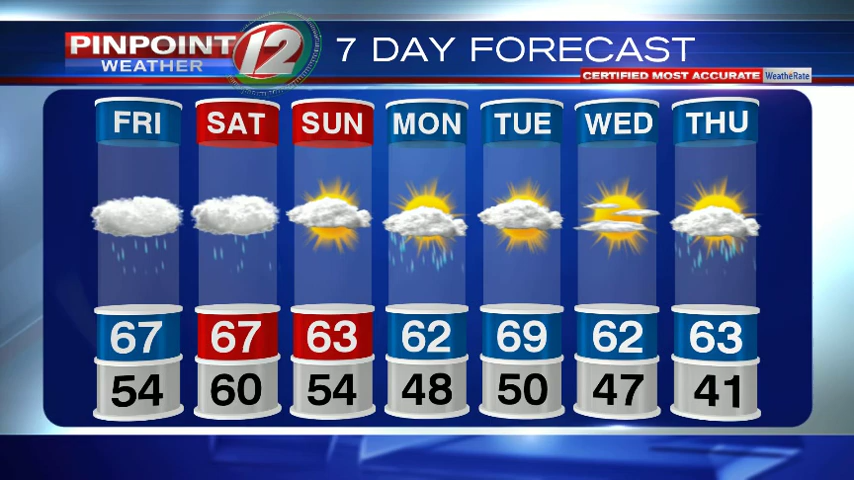 PINPOINT 12
WEATHER
7 DAY FORECAST
CERTIFIED MOST ACCURATE WeatheRate
FRI SAT SUN MON TUE WED THU
67 67 63 62 69 62 63
54 60 54 48 50 47 41